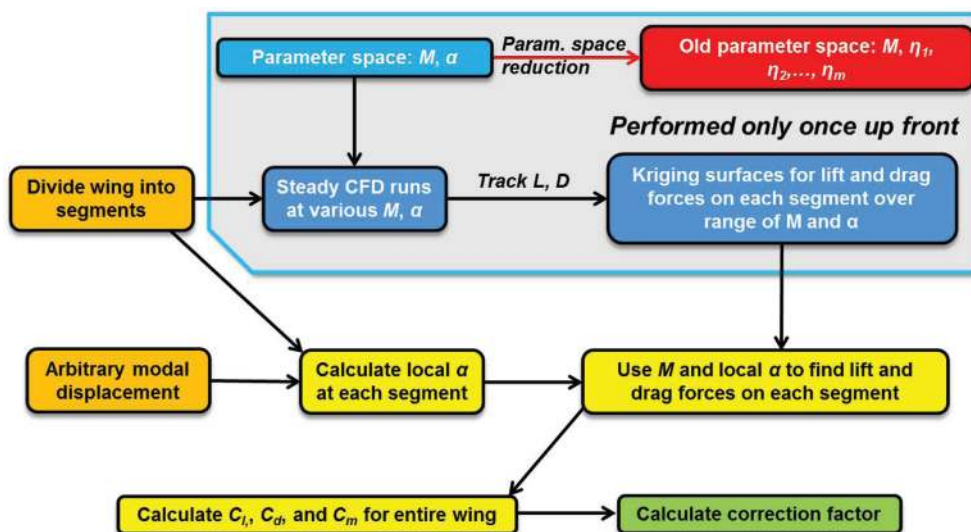 Parameter space: M, α
Param. space
reduction
Old parameter space: M, η1,
η2,…, ηm
Performed only once up front
Divide wing into
segments
Steady CFD runs
at various M, α
Track L, D
Kriging surfaces for lift and drag
forces on each segment over
range of M and α
Arbitrary modal
displacement
Calculate local α
at each segment
Use M and local α to find lift and
drag forces on each segment
Calculate Cl,, Cd, and Cm for entire wing
Calculate correction factor